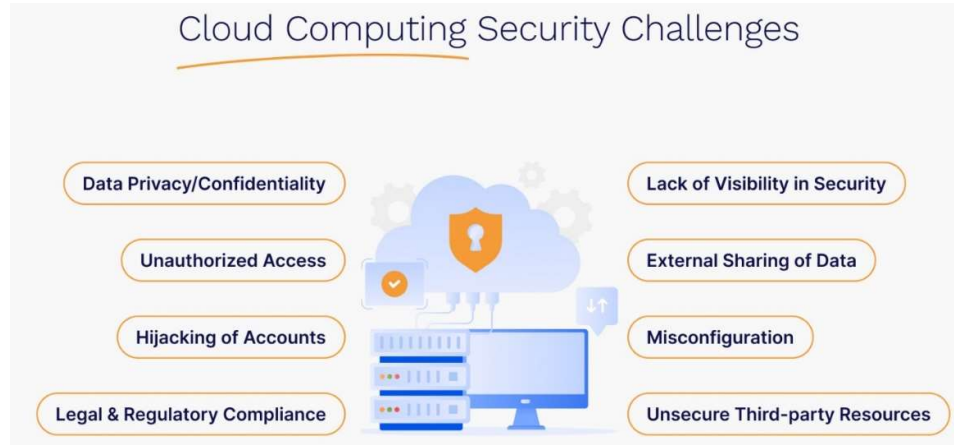 Cloud Computing Security Challenges
Data Privacy/Confidentiality
Unauthorized Access
Hijacking of Accounts
Legal & Regulatory Compliance
Lack of Visibility in Security
External Sharing of Data
Misconfiguration
Unsecure Third-party Resources